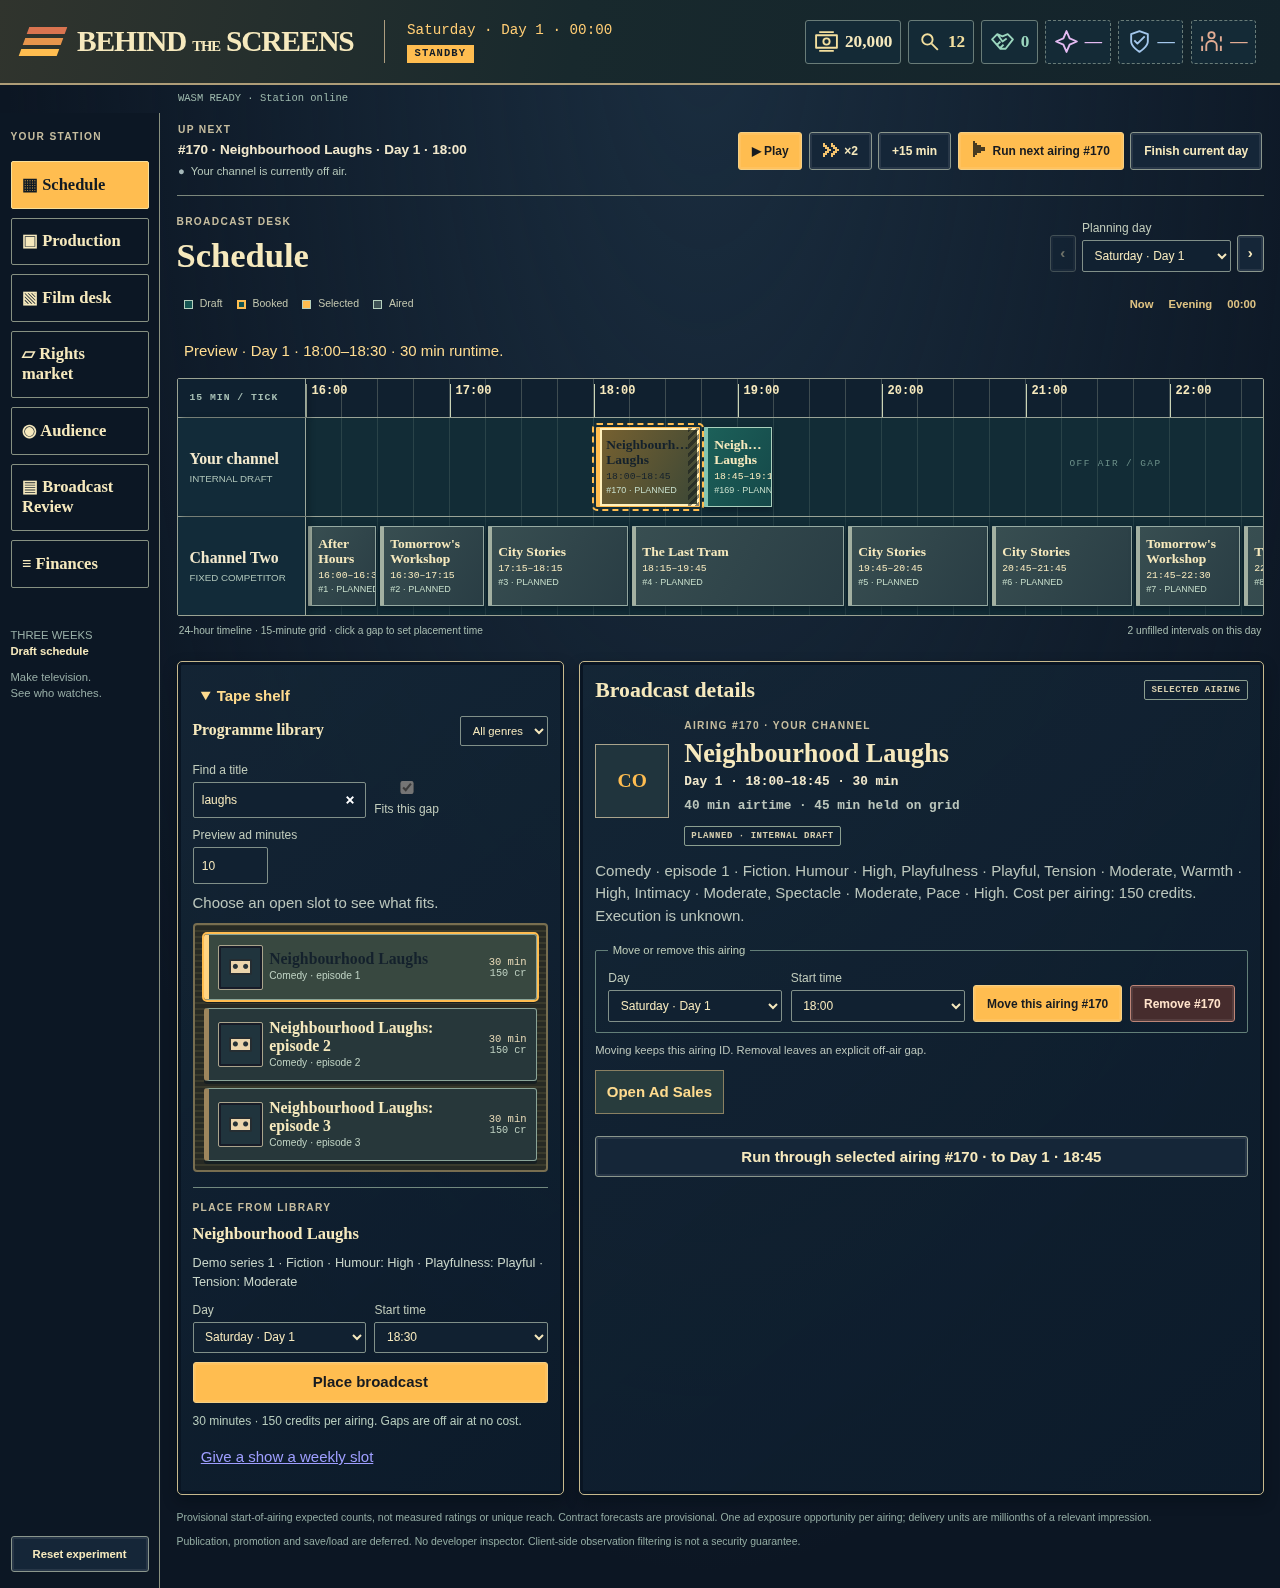 BEHIND THE SCREENS
Saturday · Day 1 · 00:00
STANDBY
20,000
12
0
—
—
—
WASM READY · Station online
YOUR STATION
Schedule
Production
Film desk
Rights market
Audience
Broadcast Review
Finances
THREE WEEKS
Draft schedule
Make television.
See who watches.
Reset experiment
UP NEXT
#170 · Neighbourhood Laughs · Day 1 · 18:00
● Your channel is currently off air.
▶ Play
×2
+15 min
Run next airing #170
Finish current day
BROADCAST DESK
Schedule
Planning day
‹
Saturday · Day 1
›
Draft
Booked
Selected
Aired
Now Evening 00:00
Preview · Day 1 · 18:00–18:30 · 30 min runtime.
15 MIN / TICK
16:00 17:00 18:00 19:00 20:00 21:00 22:00
Your channel
INTERNAL DRAFT
Neighbourh…
Laughs
18:00–18:45
#170 · PLANNED
Neigh…
Laughs
18:45–19:1
#169 · PLANN
OFF AIR / GAP
Channel Two
FIXED COMPETITOR
After
Hours
16:00–16:3
#1 · PLANNED
Tomorrow's
Workshop
16:30–17:15
#2 · PLANNED
City Stories
17:15–18:15
#3 · PLANNED
The Last Tram
18:15–19:45
#4 · PLANNED
City Stories
19:45–20:45
#5 · PLANNED
City Stories
20:45–21:45
#6 · PLANNED
Tomorrow's
Workshop
21:45–22:30
#7 · PLANNED
T
22
#8
24-hour timeline · 15-minute grid · click a gap to set placement time
2 unfilled intervals on this day
▼ Tape shelf
Programme library
All genres
Find a title
laughs
×
Fits this gap
Preview ad minutes
10
Choose an open slot to see what fits.
Neighbourhood Laughs
Comedy · episode 1
30 min
150 cr
Neighbourhood Laughs:
episode 2
Comedy · episode 2
30 min
150 cr
Neighbourhood Laughs:
episode 3
Comedy · episode 3
30 min
150 cr
PLACE FROM LIBRARY
Neighbourhood Laughs
Demo series 1 · Fiction · Humour: High · Playfulness: Playful ·
Tension: Moderate
Day
Start time
Saturday · Day 1
18:30
Place broadcast
30 minutes · 150 credits per airing. Gaps are off air at no cost.
Give a show a weekly slot
Broadcast details
SELECTED AIRING
CO
AIRING #170 · YOUR CHANNEL
Neighbourhood Laughs
Day 1 · 18:00–18:45 · 30 min
40 min airtime · 45 min held on grid
PLANNED · INTERNAL DRAFT
Comedy · episode 1 · Fiction. Humour · High, Playfulness · Playful, Tension · Moderate, Warmth ·
High, Intimacy · Moderate, Spectacle · Moderate, Pace · High. Cost per airing: 150 credits.
Execution is unknown.
Move or remove this airing
Day
Start time
Saturday · Day 1
18:00
Move this airing #170
Remove #170
Moving keeps this airing ID. Removal leaves an explicit off-air gap.
Open Ad Sales
Run through selected airing #170 · to Day 1 · 18:45
Provisional start-of-airing expected counts, not measured ratings or unique reach. Contract forecasts are provisional. One ad exposure opportunity per airing; delivery units are millionths of a relevant impression.
Publication, promotion and save/load are deferred. No developer inspector. Client-side observation filtering is not a security guarantee.